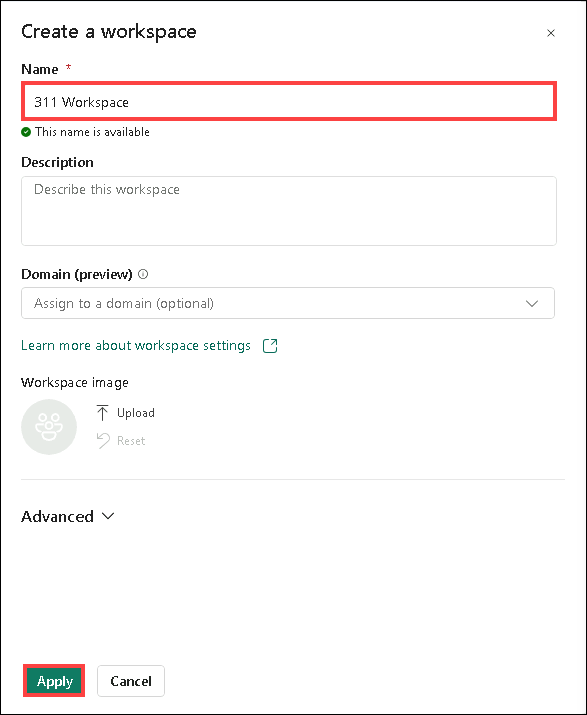 Create a workspace
Name *
311 Workspace
This name is available
Description
Describe this workspace
Domain (preview)
Assign to a domain (optional)
Learn more about workspace settings
Workspace image
Upload
Reset
Advanced
Apply Cancel